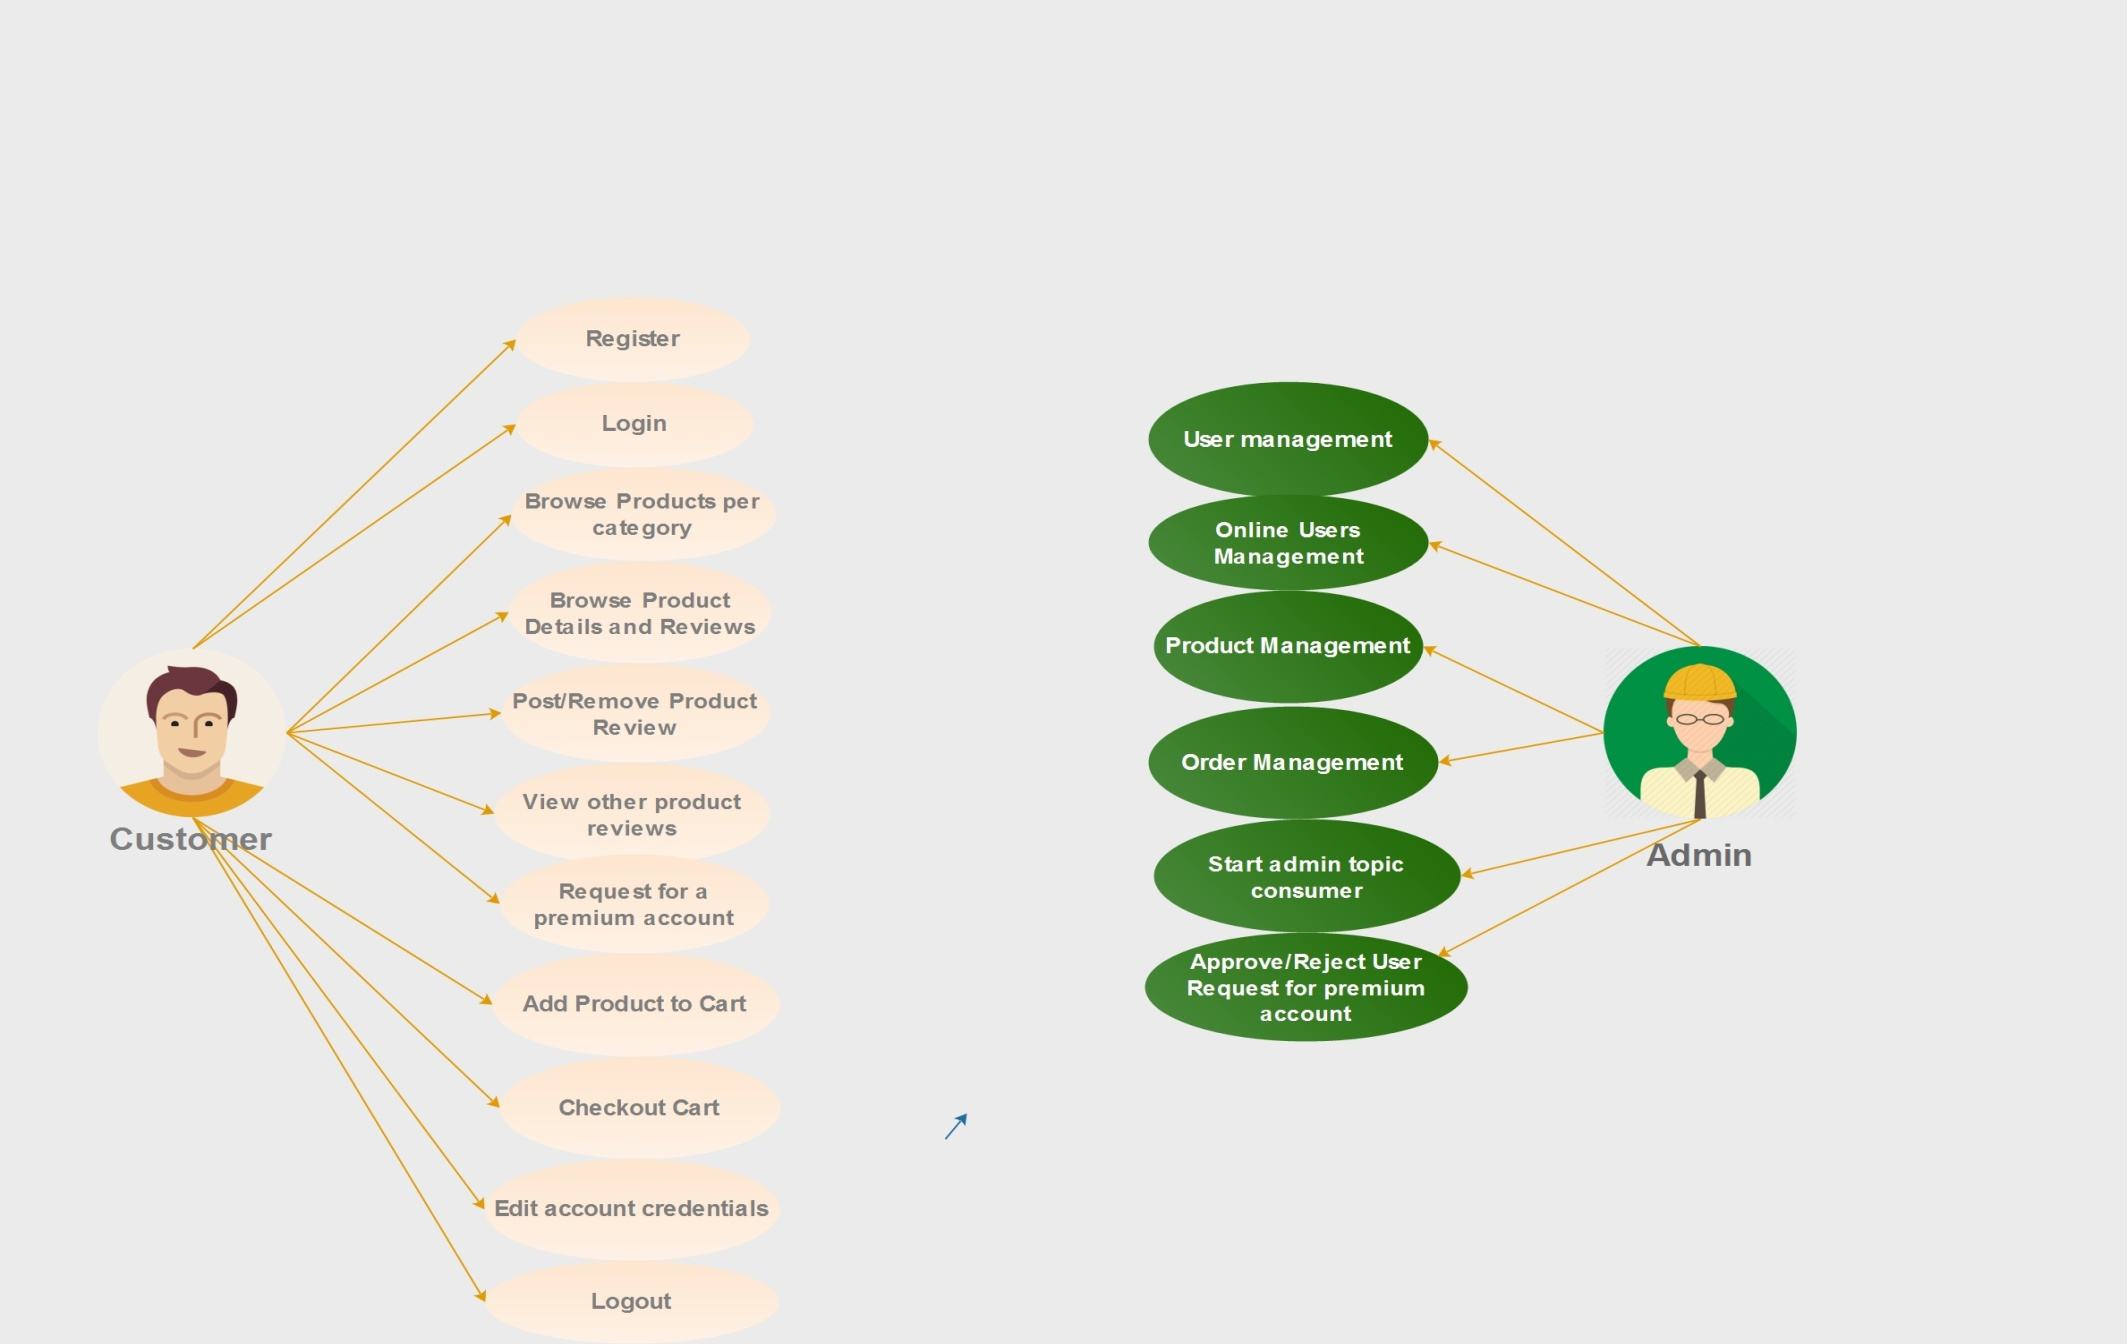 Register
Login
Browse Products per
category
Browse Product
Details and Reviews
Post/Remove Product
Review
View other product
reviews
Request for a
premium account
Add Product to Cart
Checkout Cart
Edit account credentials
Logout
Customer
User management
Online Users
Management
Product Management
Order Management
Start admin topic
consumer
Approve/Reject User
Request for premium
account
Admin